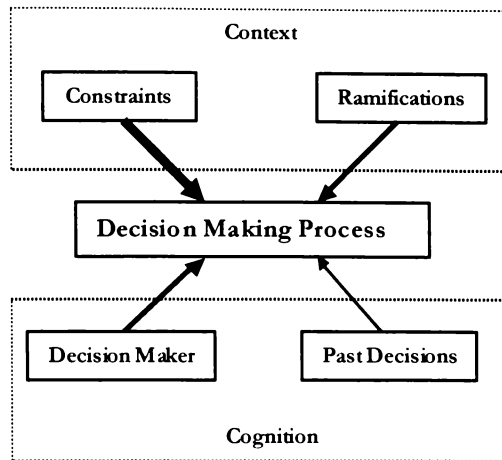 Context
Constraints
Ramifications
Decision Making Process
Decision Maker
Past Decisions
Cognition